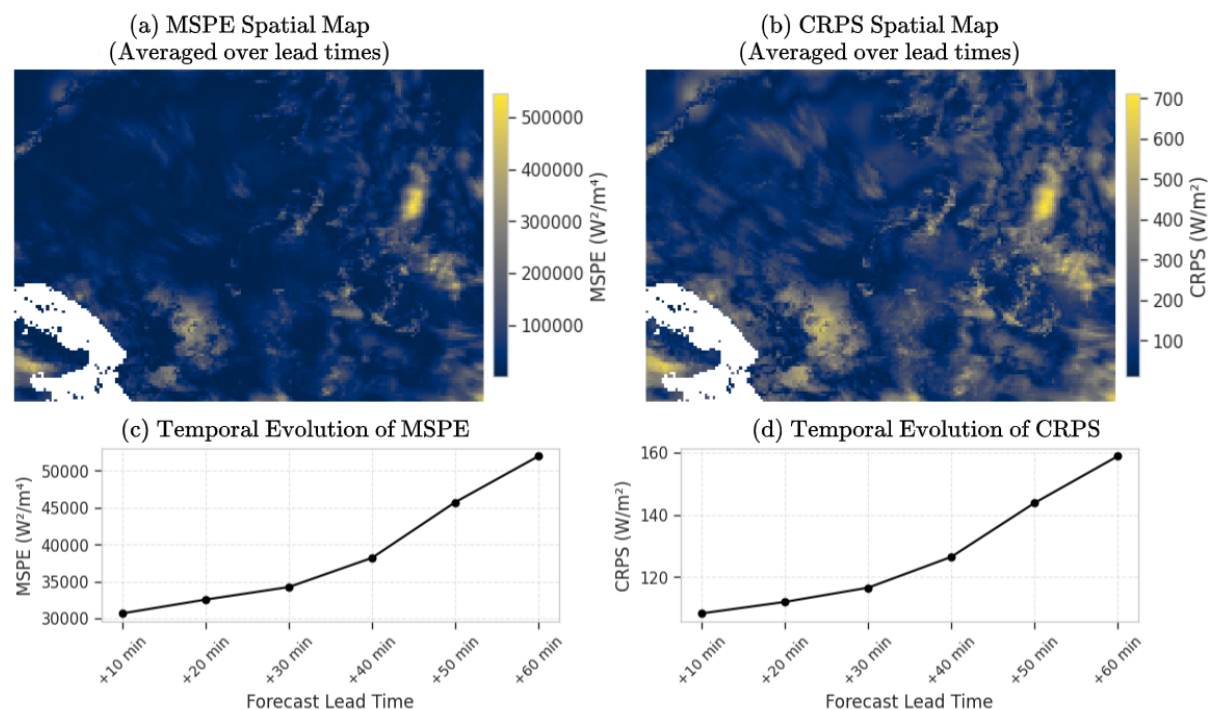 (a) MSPE Spatial Map
(Averaged over lead times)
500000
400000
300000
200000
100000
MSPE (W²/m⁴)
(b) CRPS Spatial Map
(Averaged over lead times)
700
600
500
400
300
200
100
CRPS (W/m²)
(c) Temporal Evolution of MSPE
50000
45000
40000
35000
30000
MSPE (W²/m⁴)
+10 min
+20 min
+30 min
+40 min
+50 min
+60 min
Forecast Lead Time
(d) Temporal Evolution of CRPS
160
140
120
CRPS (W/m²)
+10 min
+20 min
+30 min
+40 min
+50 min
+60 min
Forecast Lead Time